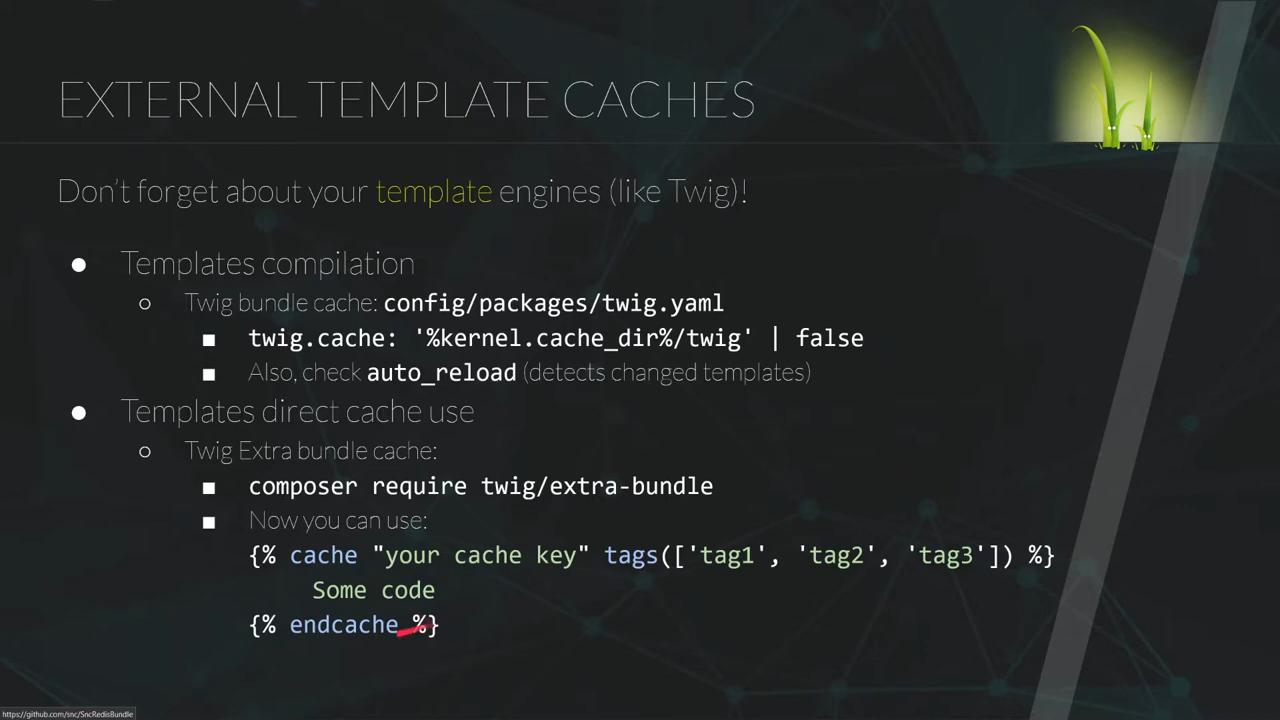 EXTERNAL TEMPLATE CACHES
Don't forget about your template engines (like Twig)!
● Templates compilation
○ Twig bundle cache: config/packages/twig.yaml
■ twig.cache: '%kernel.cache_dir%/twig' | false
■ Also, check auto_reload (detects changed templates)
● Templates direct cache use
○ Twig Extra bundle cache:
■ composer require twig/extra-bundle
■ Now you can use:
{% cache "your cache key" tags(['tag1', 'tag2', 'tag3']) %}
Some code
{% endcache %}
https://github.com/snc/SncRedisBundle